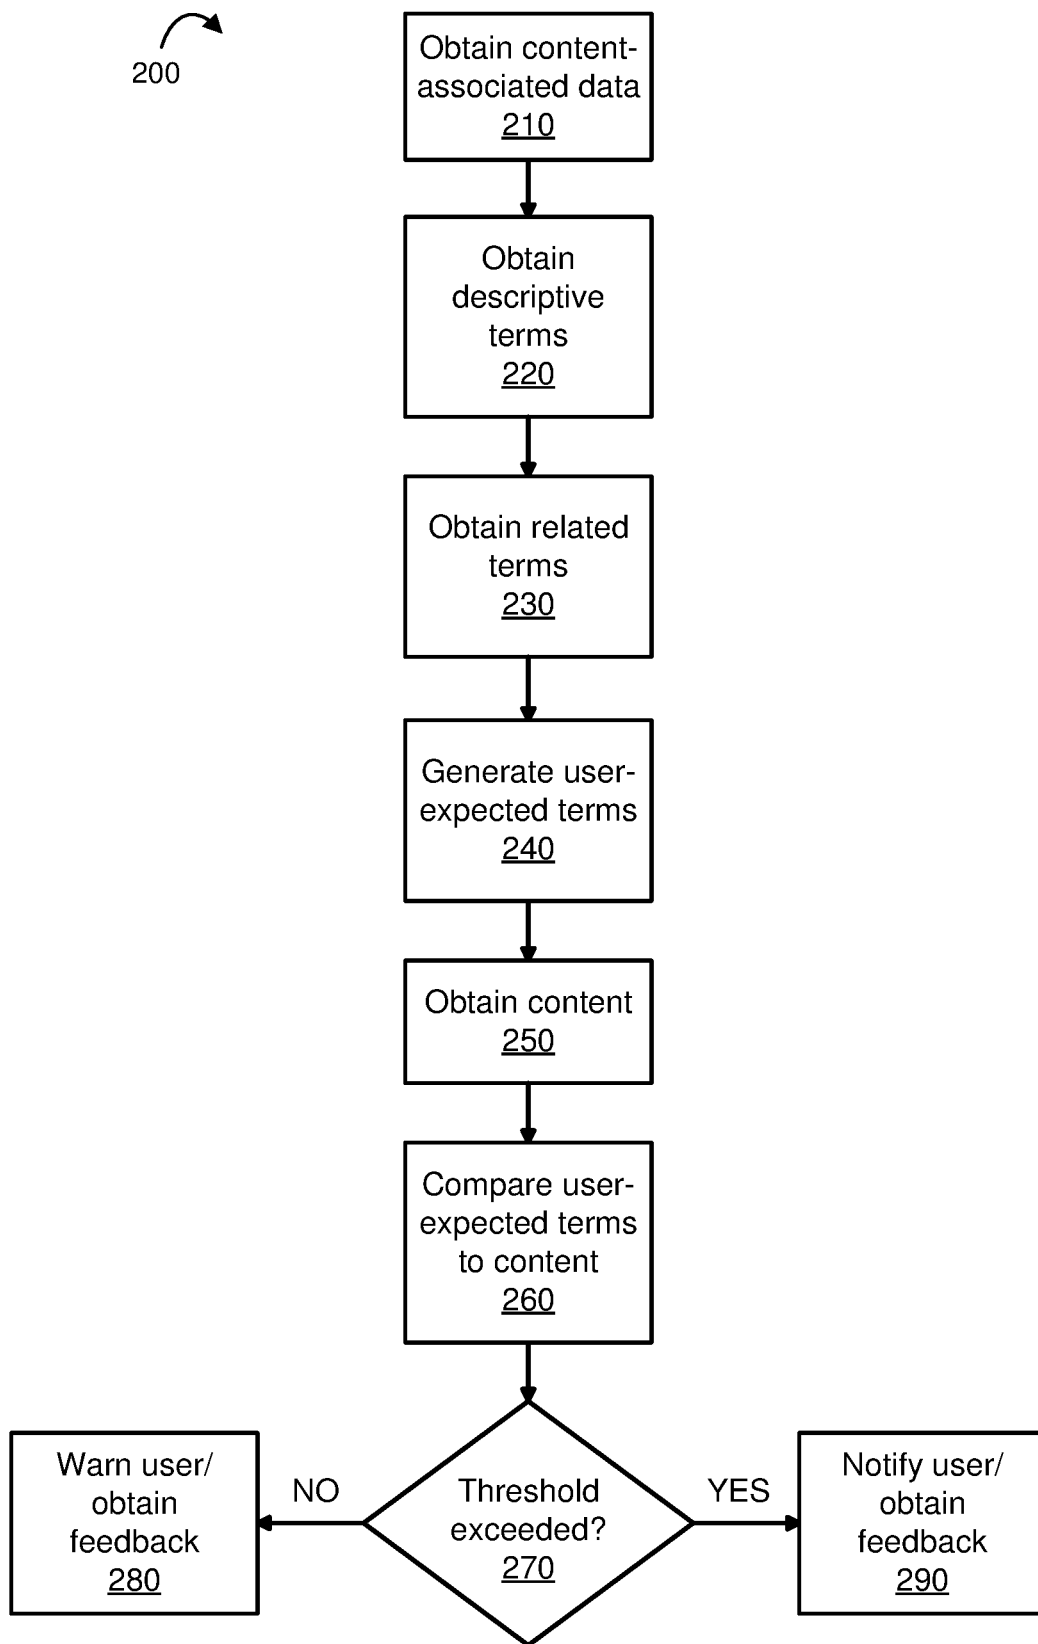 200
Obtain content-
associated data
210
Obtain
descriptive
terms
220
Obtain related
terms
230
Generate user-
expected terms
240
Obtain content
250
Compare user-
expected terms
to content
260
Threshold
exceeded?
270
NO
YES
Warn user/
obtain
feedback
280
Notify user/
obtain
feedback
290